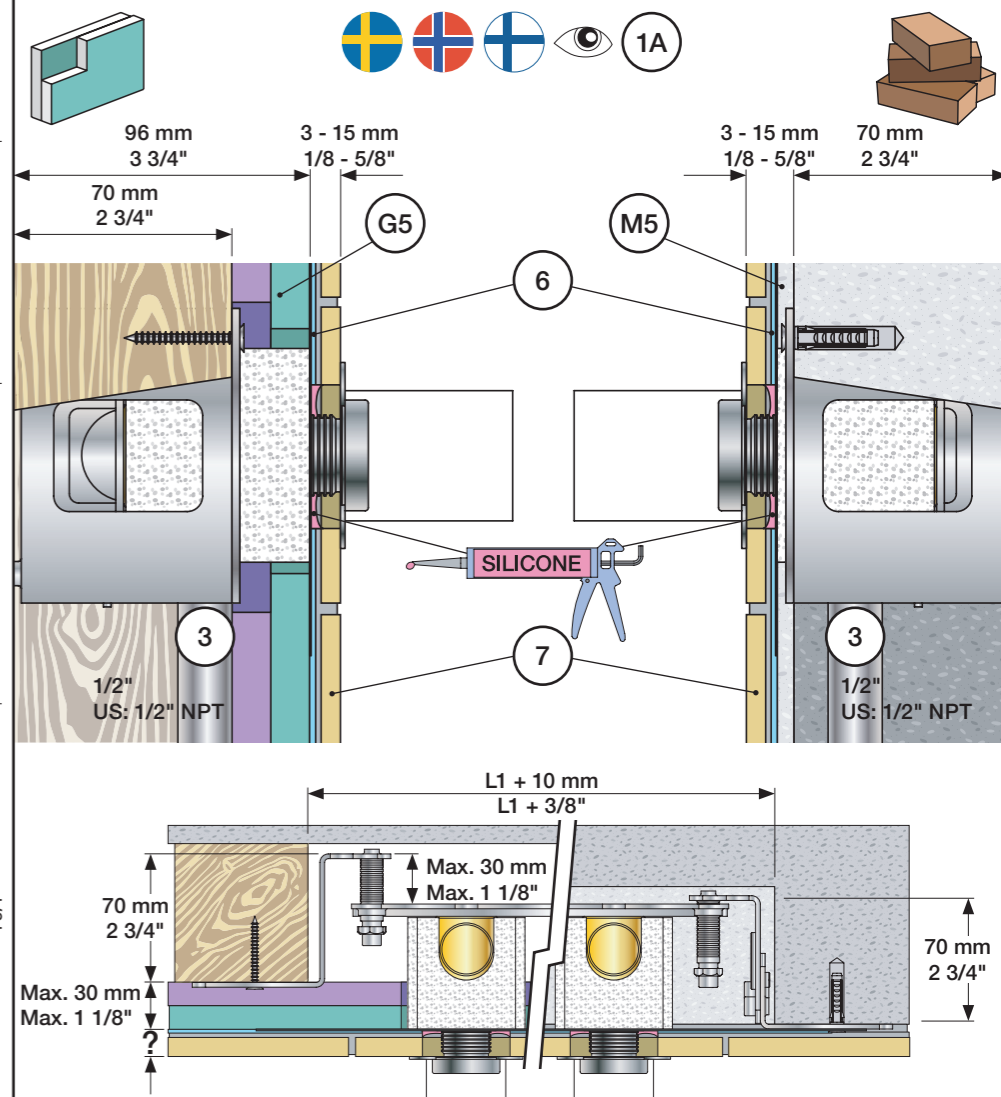 1A
96 mm
3 3/4"
3 - 15 mm
1/8 - 5/8"
3 - 15 mm
1/8 - 5/8"
70 mm
2 3/4"
70 mm
2 3/4"
G5
M5
6
SILICONE
3
7
3
1/2"
US: 1/2" NPT
1/2"
US: 1/2" NPT
L1 + 10 mm
L1 + 3/8"
Max. 30 mm
Max. 1 1/8"
70 mm
2 3/4"
70 mm
2 3/4"
Max. 30 mm
Max. 1 1/8"
?